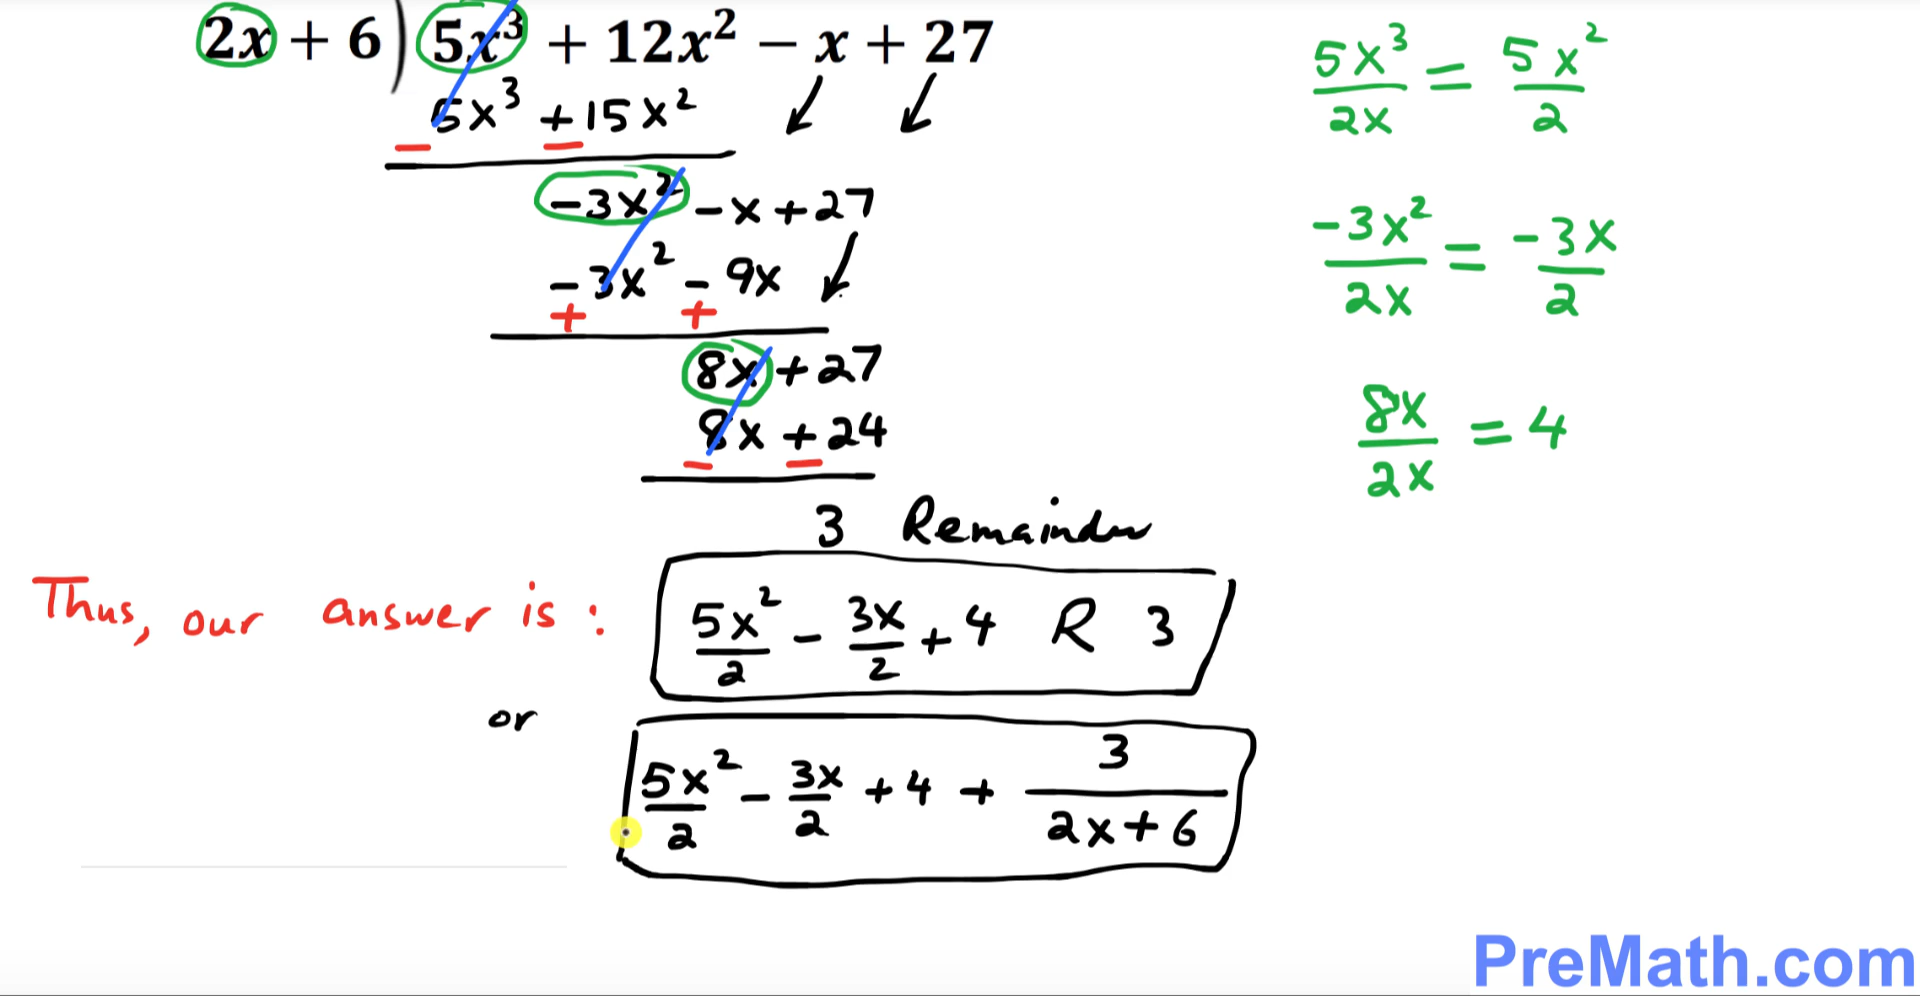 2x + 6 ) 5x³ + 12x² − x + 27
5x³ + 15x²
− −
−3x² − x + 27
−3x² − 9x
+ +
8x + 27
8x + 24
− −
3 Remainder
5x³/2x = 5x²/2
−3x²/2x = −3x/2
8x/2x = 4
Thus, our answer is : 5x²/2 − 3x/2 + 4 R 3
or
5x²/2 − 3x/2 + 4 + 3/(2x+6)
PreMath.com